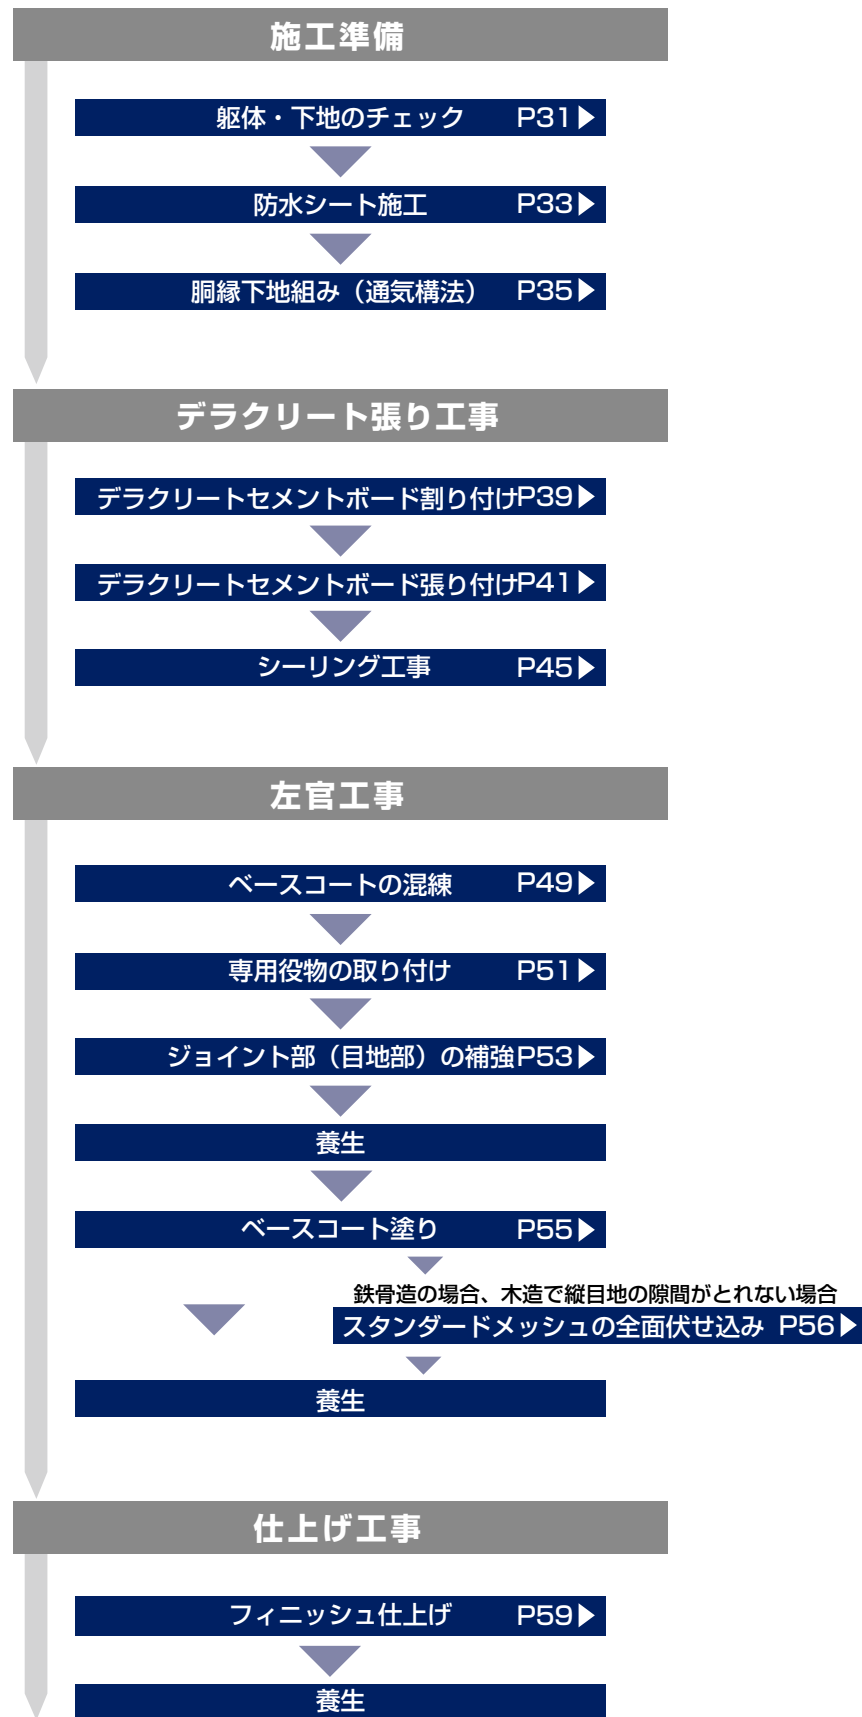 施工準備
躯体・下地のチェック P31▶
防水シート施工 P33▶
胴縁下地組み（通気構法） P35▶
デラクリート張り工事
デラクリートセメントボード割り付けP39▶
デラクリートセメントボード張り付けP41▶
シーリング工事 P45▶
左官工事
ベースコートの混練 P49▶
専用役物の取り付け P51▶
ジョイント部（目地部）の補強P53▶
養生
ベースコート塗り P55▶
鉄骨造の場合、木造で縦目地の隙間がとれない場合
スタンダードメッシュの全面伏せ込み P56▶
養生
仕上げ工事
フィニッシュ仕上げ P59▶
養生